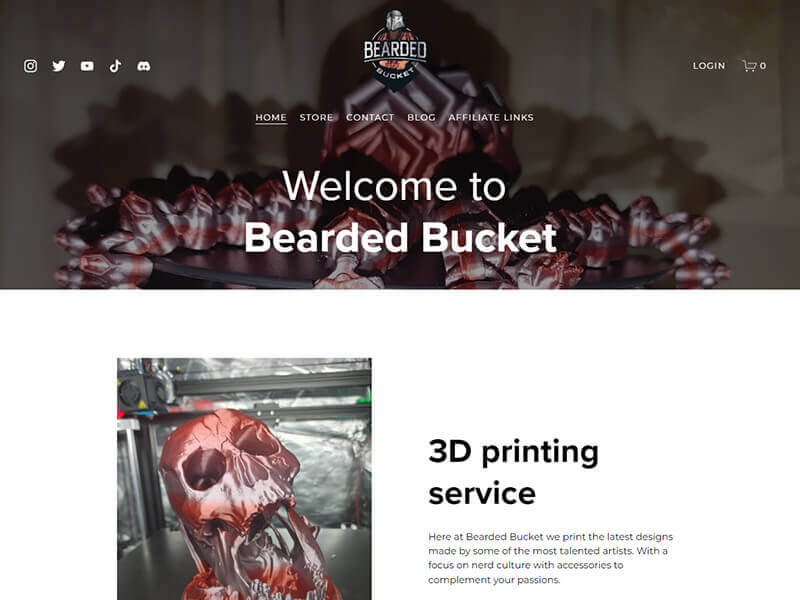 BEARDED
BUCKET
LOGIN
0
HOME STORE CONTACT BLOG AFFILIATE LINKS
Welcome to
Bearded Bucket
3D printing
service
Here at Bearded Bucket we print the latest designs
made by some of the most talented artists. With a
focus on nerd culture with accessories to
complement your passions.